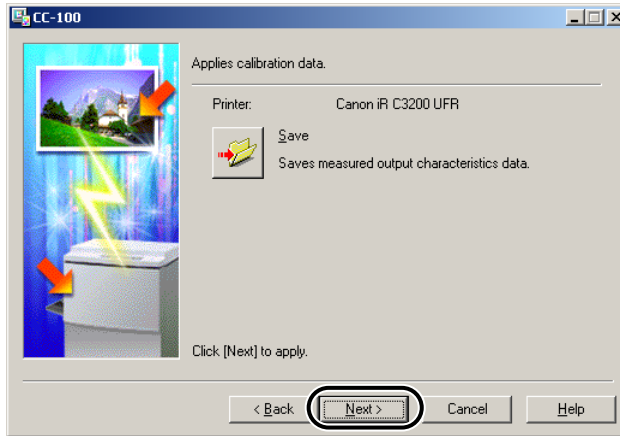 CC-100
Applies calibration data.
Printer: Canon iR C3200 UFR
Save
Saves measured output characteristics data.
Click [Next] to apply.
< Back Next > Cancel Help